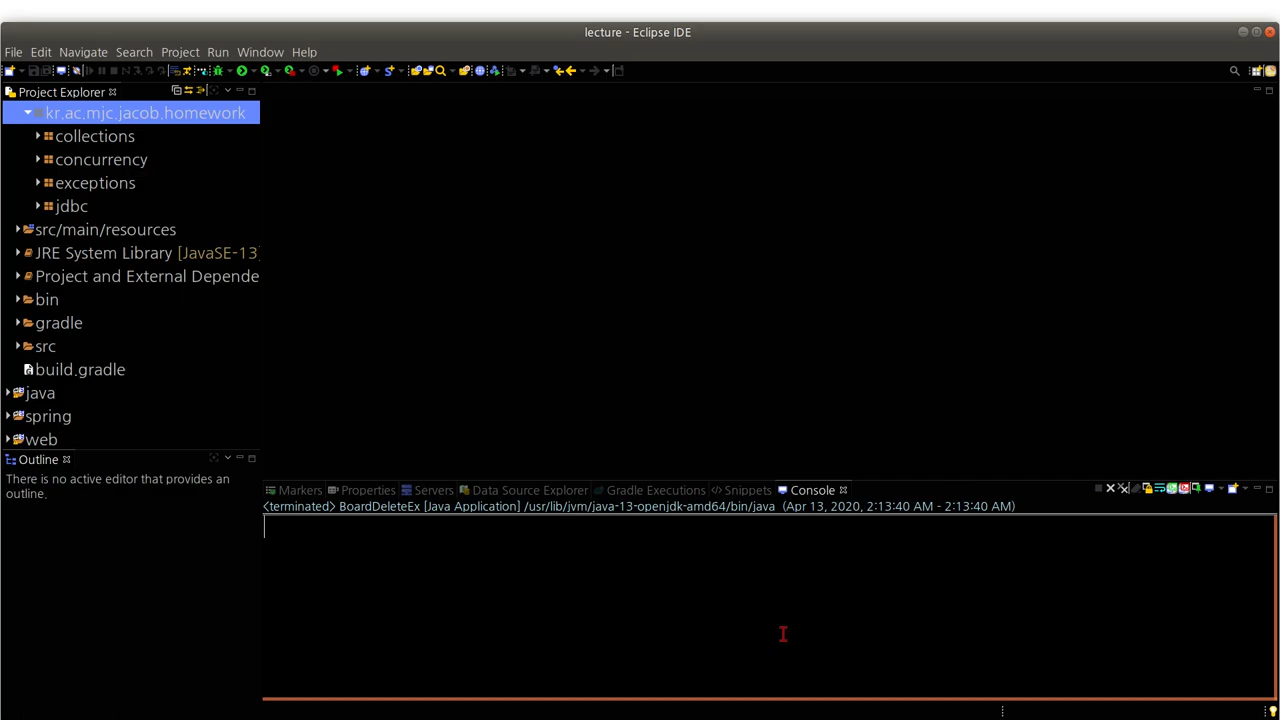 lecture - Eclipse IDE
File Edit Navigate Search Project Run Window Help
Project Explorer
kr.ac.mjc.jacob.homework
collections
concurrency
exceptions
jdbc
src/main/resources
JRE System Library [JavaSE-13]
Project and External Depende
bin
gradle
src
build.gradle
java
spring
web
Outline
There is no active editor that provides an
outline.
Markers Properties Servers Data Source Explorer Gradle Executions Snippets Console
<terminated> BoardDeleteEx [Java Application] /usr/lib/jvm/java-13-openjdk-amd64/bin/java (Apr 13, 2020, 2:13:40 AM - 2:13:40 AM)